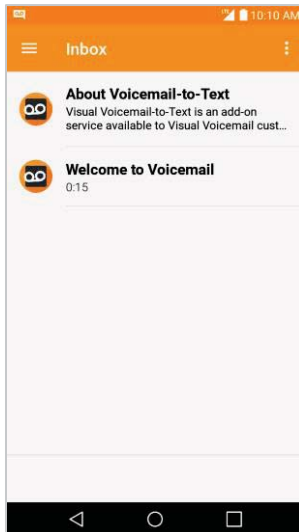 LTE 10:10 AM
Inbox
About Voicemail-to-Text
Visual Voicemail-to-Text is an add-on
service available to Visual Voicemail cust...
Welcome to Voicemail
0:15